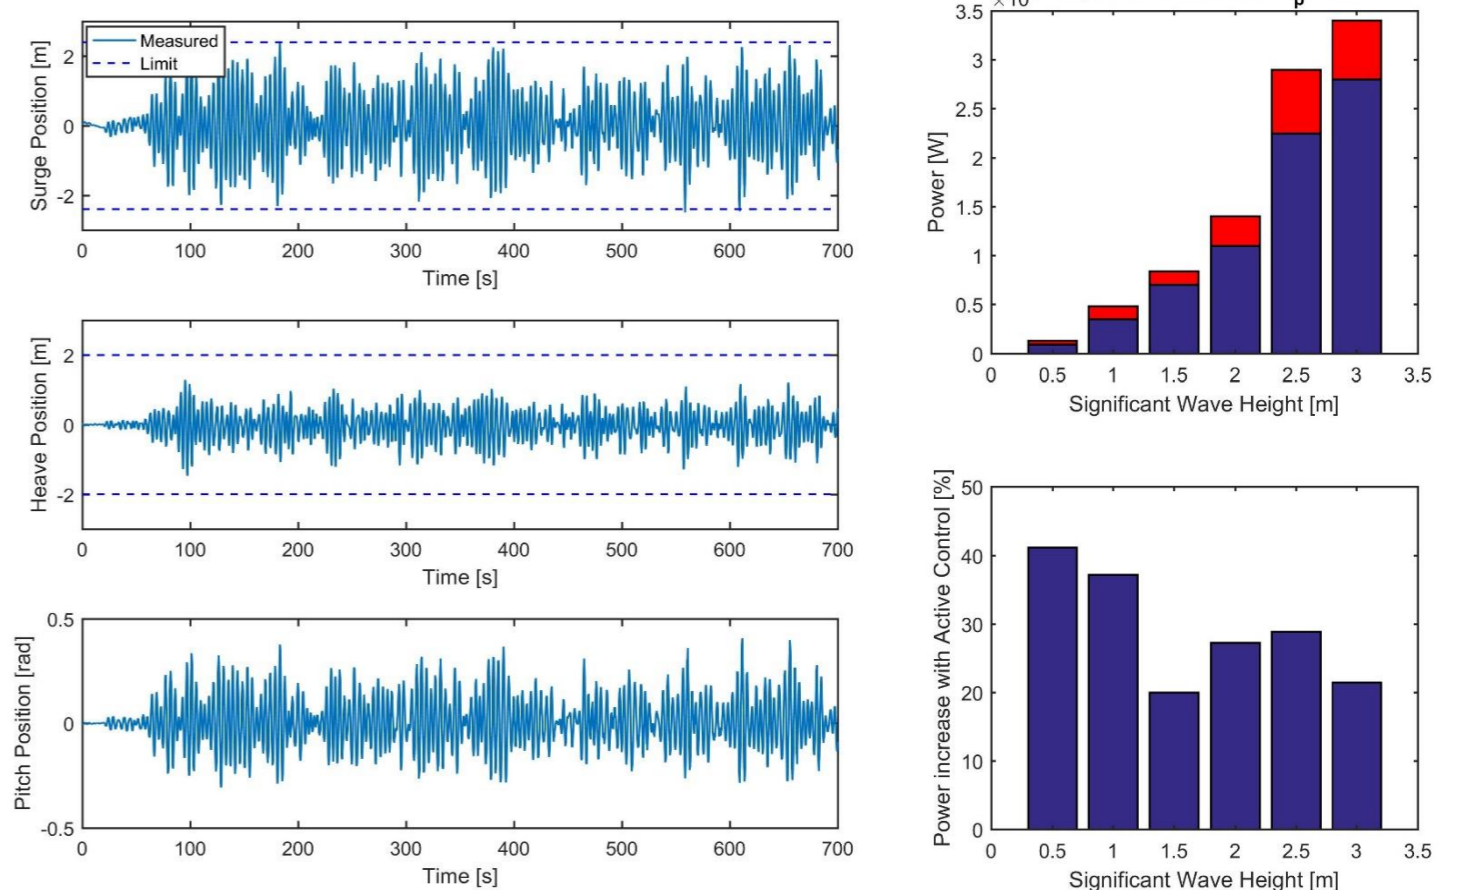 Measured
Limit
Surge Position [m]
2
0
-2
0 100 200 300 400 500 600 700
Time [s]
Heave Position [m]
2
0
-2
0 100 200 300 400 500 600 700
Time [s]
Pitch Position [rad]
0.5
0
-0.5
0 100 200 300 400 500 600 700
Time [s]
p
Power [W]
3.5
3
2.5
2
1.5
1
0.5
0
0 0.5 1 1.5 2 2.5 3 3.5
Significant Wave Height [m]
Power increase with Active Control [%]
50
40
30
20
10
0
0 0.5 1 1.5 2 2.5 3 3.5
Significant Wave Height [m]